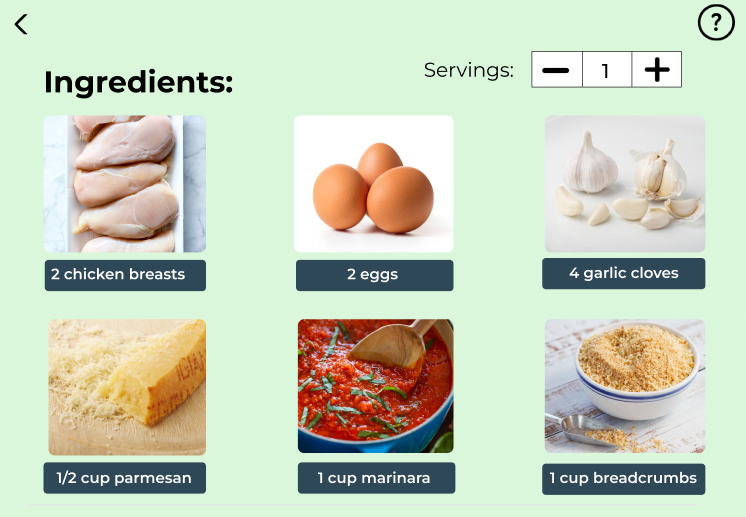 ?
Ingredients:
Servings: 1
2 chicken breasts
2 eggs
4 garlic cloves
1/2 cup parmesan
1 cup marinara
1 cup breadcrumbs